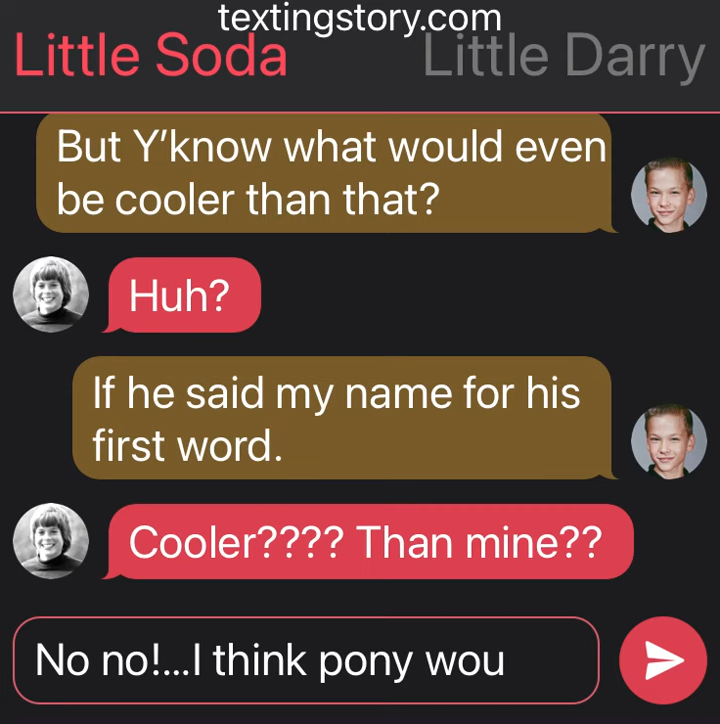 textingstory.com
Little Soda
Little Darry
But Y’know what would even
be cooler than that?
Huh?
If he said my name for his
first word.
Cooler???? Than mine??
No no!...I think pony wou